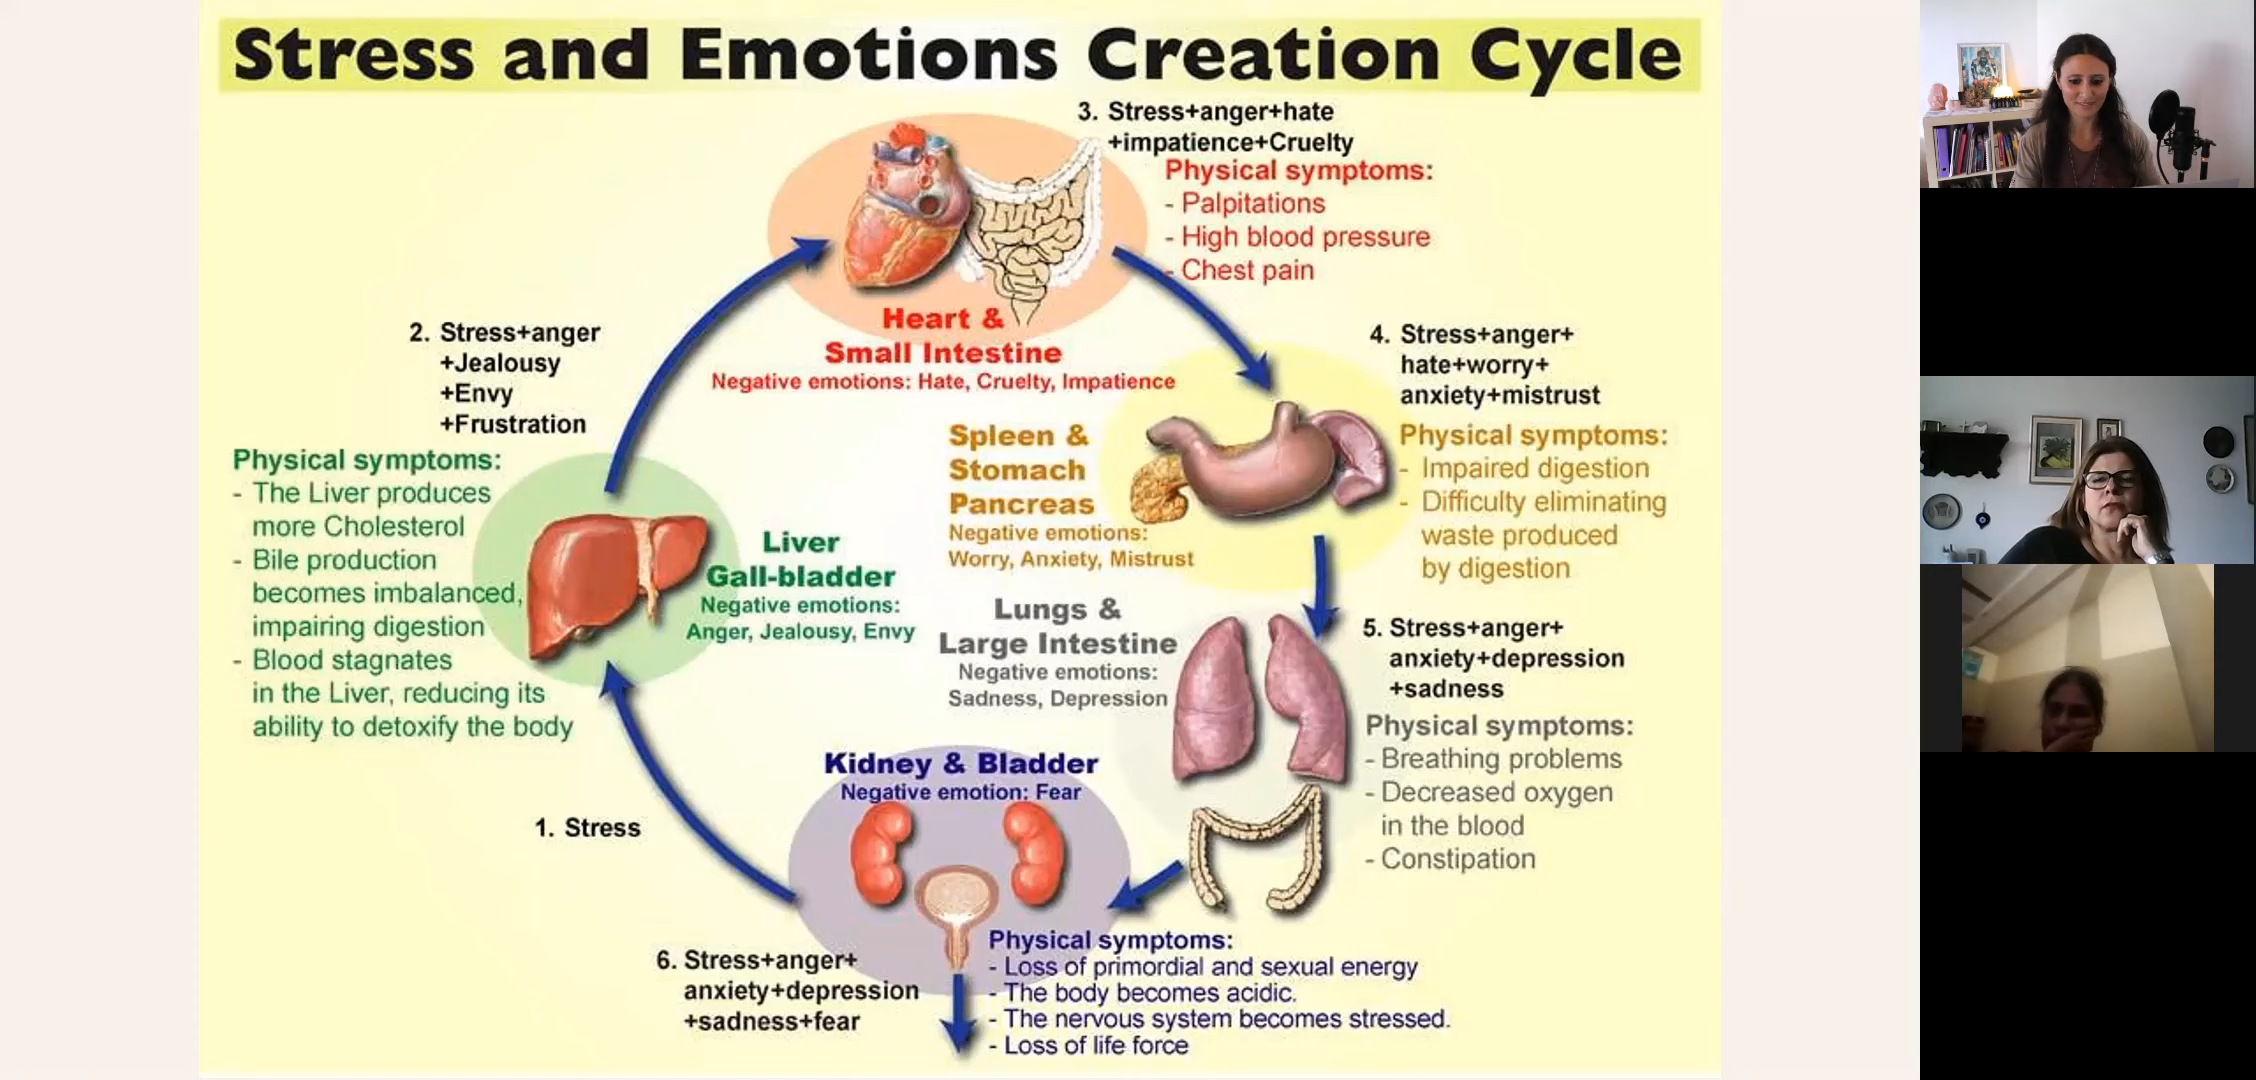 Stress and Emotions Creation Cycle
3. Stress+anger+hate
+impatience+Cruelty
Physical symptoms:
- Palpitations
- High blood pressure
- Chest pain
Heart &
Small Intestine
Negative emotions: Hate, Cruelty, Impatience
2. Stress+anger
+Jealousy
+Envy
+Frustration
Physical symptoms:
- The Liver produces
more Cholesterol
- Bile production
becomes imbalanced,
impairing digestion
- Blood stagnates
in the Liver, reducing its
ability to detoxify the body
Liver
Gall-bladder
Negative emotions:
Anger, Jealousy, Envy
4. Stress+anger+
hate+worry+
anxiety+mistrust
Spleen &
Stomach
Pancreas
Negative emotions:
Worry, Anxiety, Mistrust
Physical symptoms:
- Impaired digestion
- Difficulty eliminating
waste produced
by digestion
Lungs &
Large Intestine
Negative emotions:
Sadness, Depression
5. Stress+anger+
anxiety+depression
+sadness
Physical symptoms:
- Breathing problems
- Decreased oxygen
in the blood
- Constipation
Kidney & Bladder
Negative emotion: Fear
1. Stress
6. Stress+anger+
anxiety+depression
+sadness+fear
Physical symptoms:
- Loss of primordial and sexual energy
- The body becomes acidic.
- The nervous system becomes stressed.
- Loss of life force